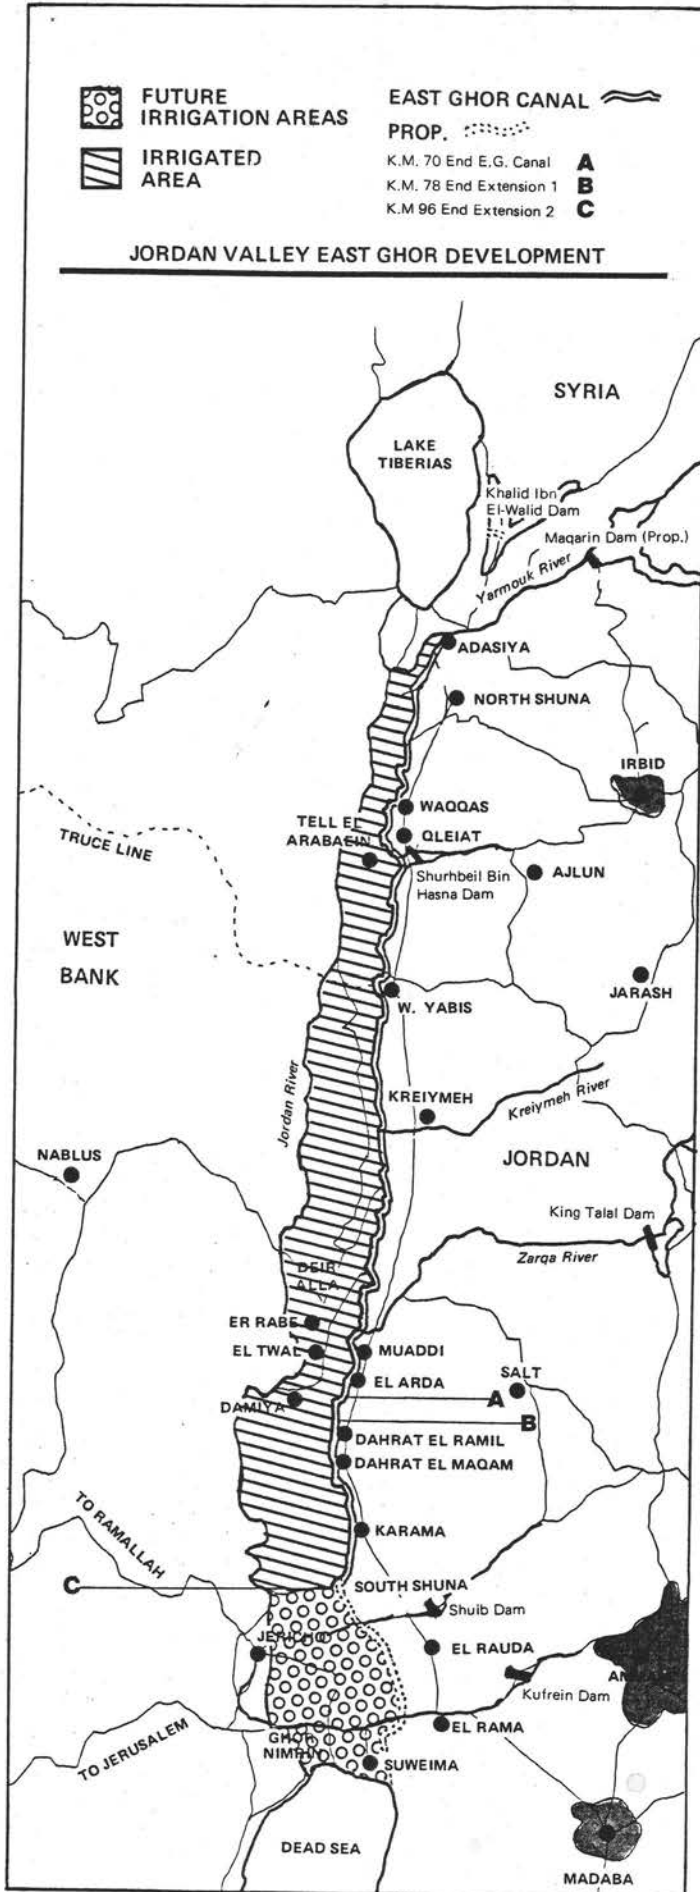 FUTURE
IRRIGATION AREAS
IRRIGATED
AREA
EAST GHOR CANAL
PROP.
K.M. 70 End E.G. Canal A
K.M. 78 End Extension 1 B
K.M 96 End Extension 2 C
JORDAN VALLEY EAST GHOR DEVELOPMENT
SYRIA
LAKE
TIBERIAS
Khalid Ibn
El-Walid Dam
Maqarin Dam (Prop.)
Yarmouk River
ADASIYA
NORTH SHUNA
IRBID
WAQQAS
TELL EL
ARABAEIN
QLEIAT
TRUCE LINE
Shurhbeil Bin
Hasna Dam
AJLUN
WEST
BANK
W. YABIS
JARASH
Jordan River
KREIYMEH
Kreiymeh River
NABLUS
JORDAN
King Talal Dam
Zarqa River
DEIR
ALLA
ER RABE
EL TWAL
MUADDI
SALT
EL ARDA
DAMIYA
A
B
DAHRAT EL RAMIL
DAHRAT EL MAQAM
TO RAMALLAH
KARAMA
C
SOUTH SHUNA
Shuib Dam
JERICHO
EL RAUDA
Kufrein Dam
TO JERUSALEM
GHOR
NIMRIN
EL RAMA
SUWEIMA
DEAD SEA
MADABA